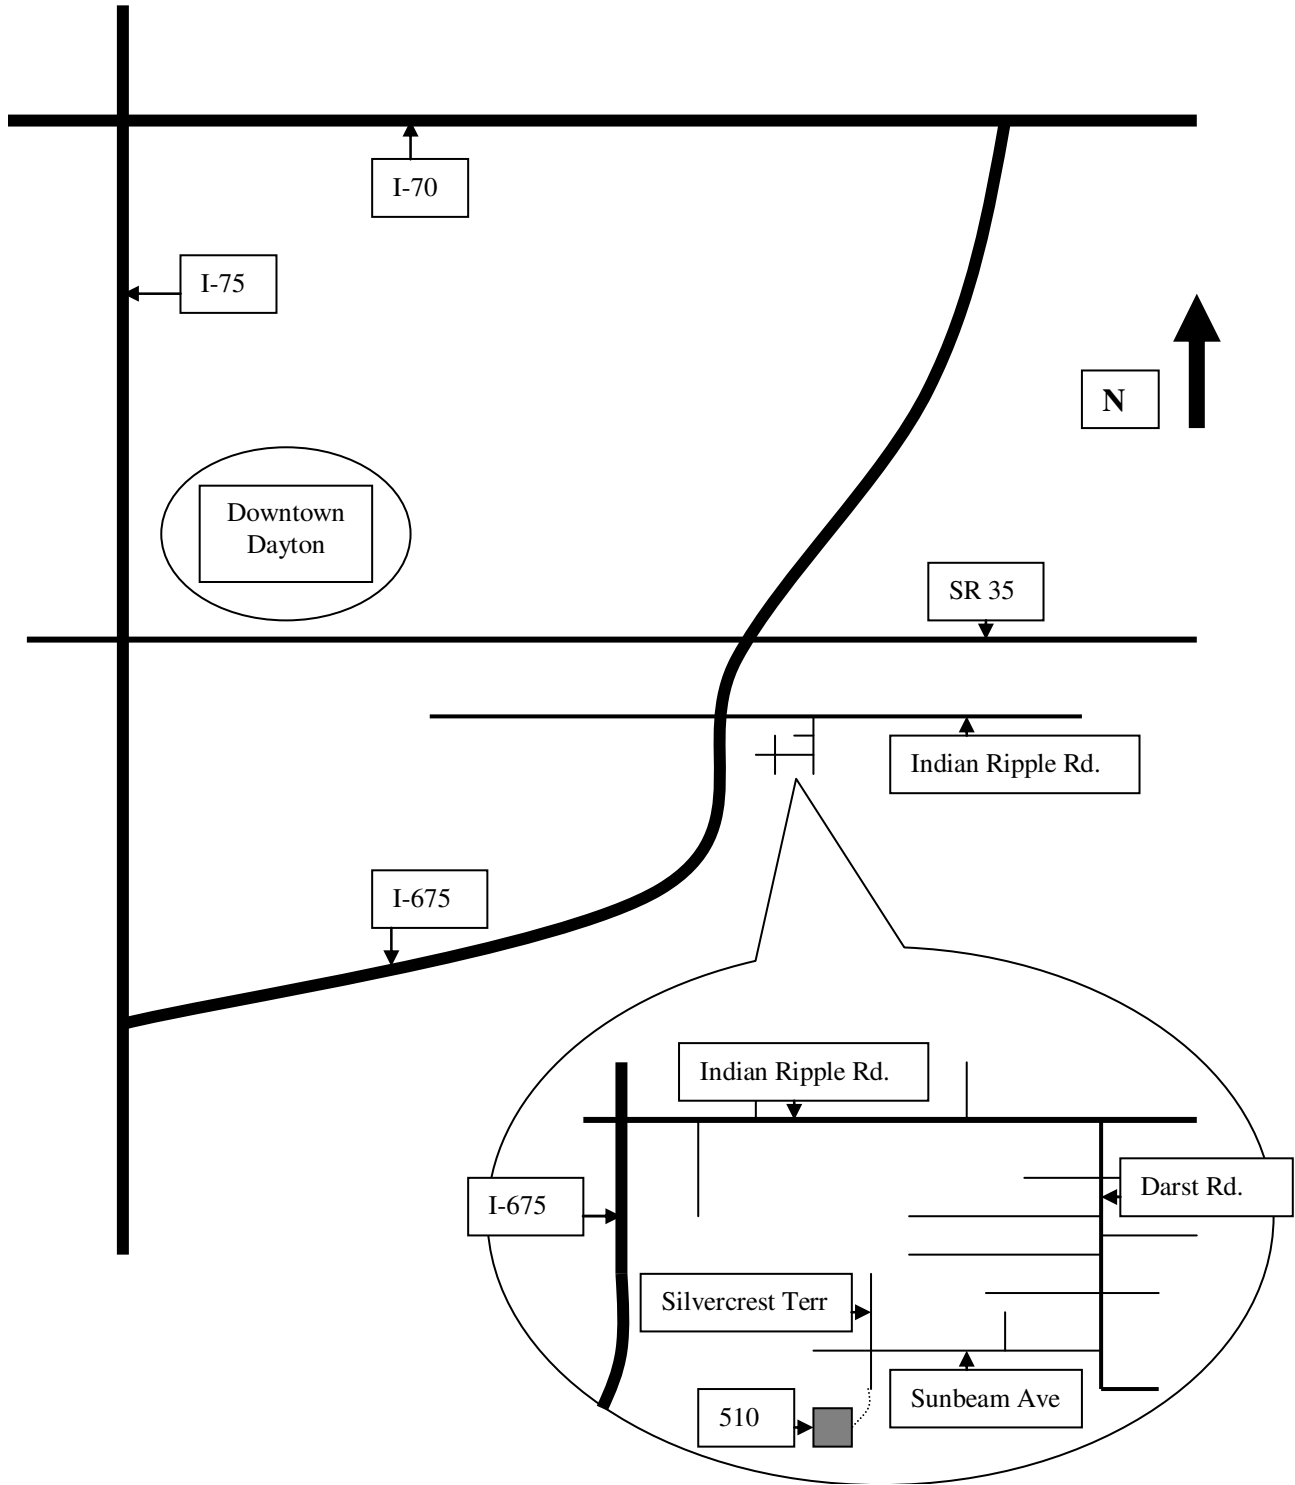 I-70
I-75
N
Downtown
Dayton
SR 35
Indian Ripple Rd.
I-675
Indian Ripple Rd.
Darst Rd.
I-675
Silvercrest Terr
Sunbeam Ave
510